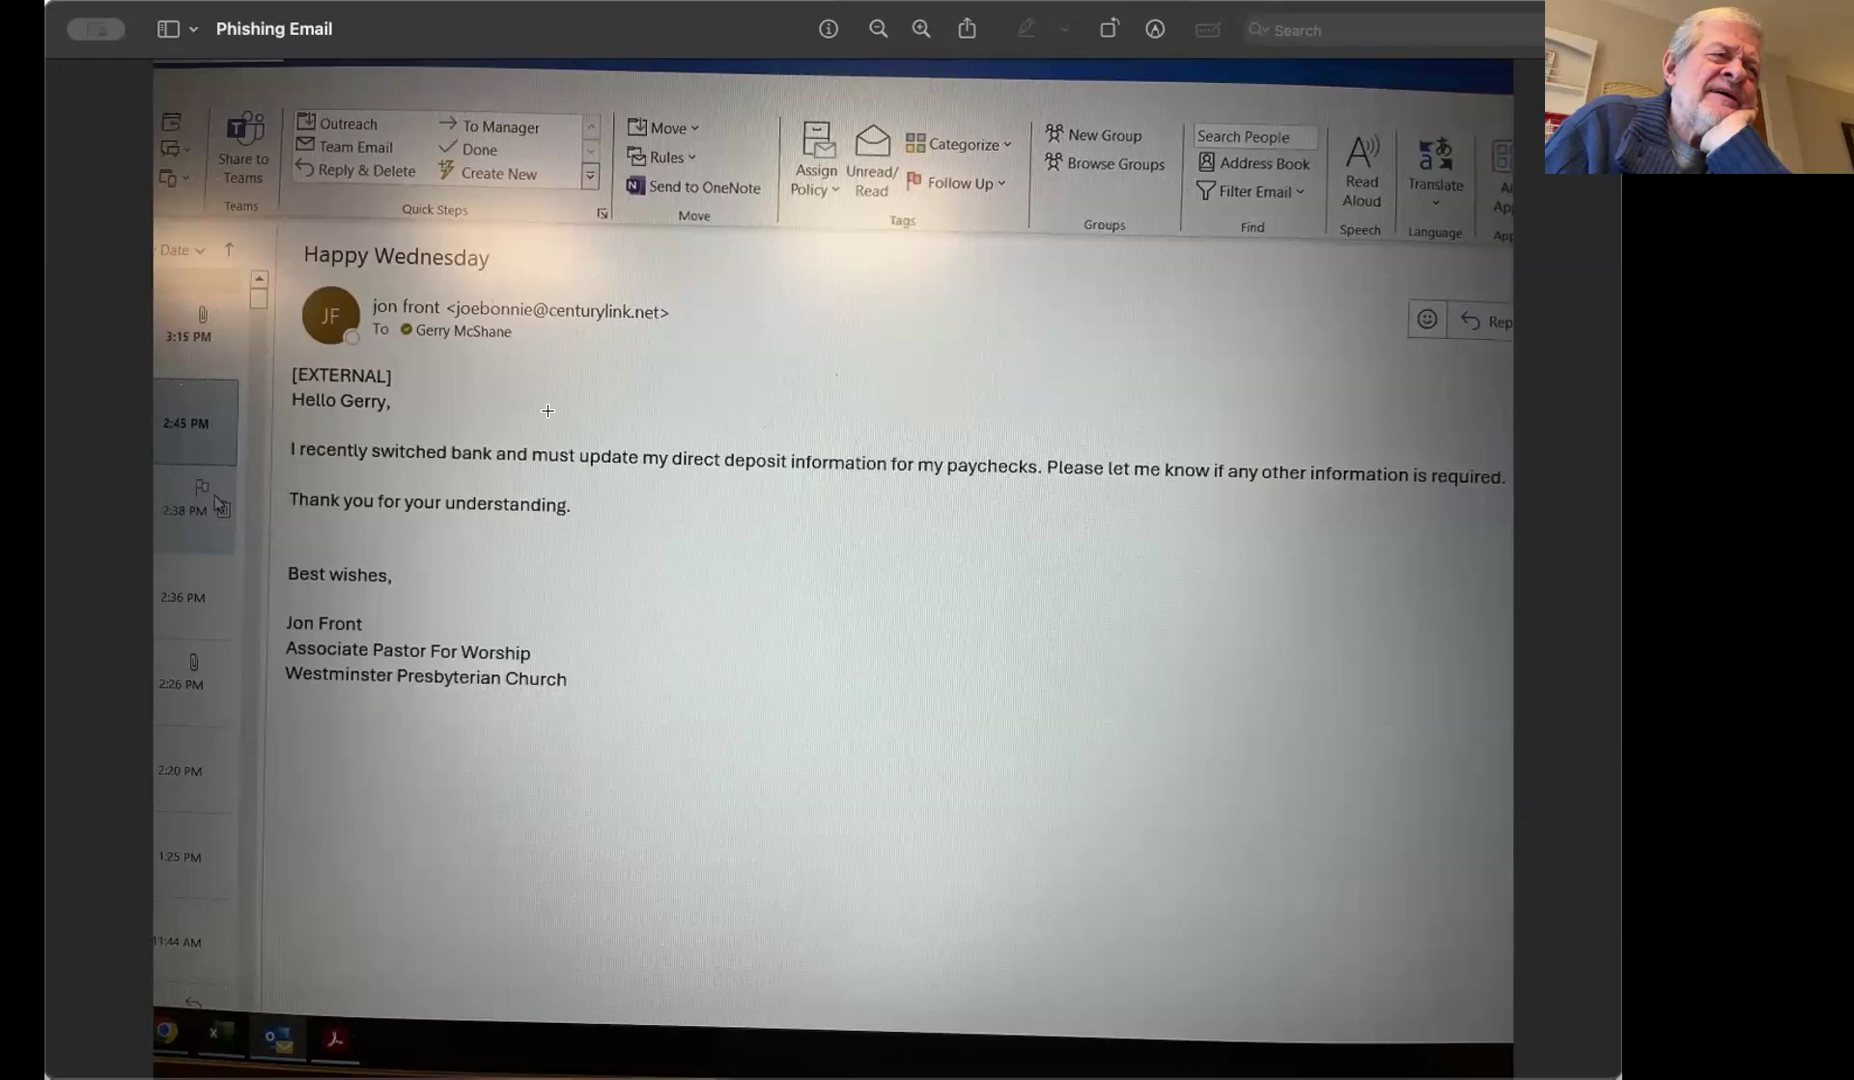 Phishing Email
Search
Share to Teams
Teams
Outreach
Team Email
Reply & Delete
To Manager
Done
Create New
Quick Steps
Move
Rules
Send to OneNote
Move
Assign Policy
Unread/ Read
Categorize
Follow Up
Tags
New Group
Browse Groups
Groups
Search People
Address Book
Filter Email
Find
Read Aloud
Speech
Translate
Language
Date
3:15 PM
2:45 PM
2:38 PM
2:36 PM
2:26 PM
2:20 PM
1:25 PM
11:44 AM
Happy Wednesday
JF
jon front <joebonnie@centurylink.net>
To Gerry McShane
Rep
[EXTERNAL]
Hello Gerry,
I recently switched bank and must update my direct deposit information for my paychecks. Please let me know if any other information is required.
Thank you for your understanding.
Best wishes,
Jon Front
Associate Pastor For Worship
Westminster Presbyterian Church